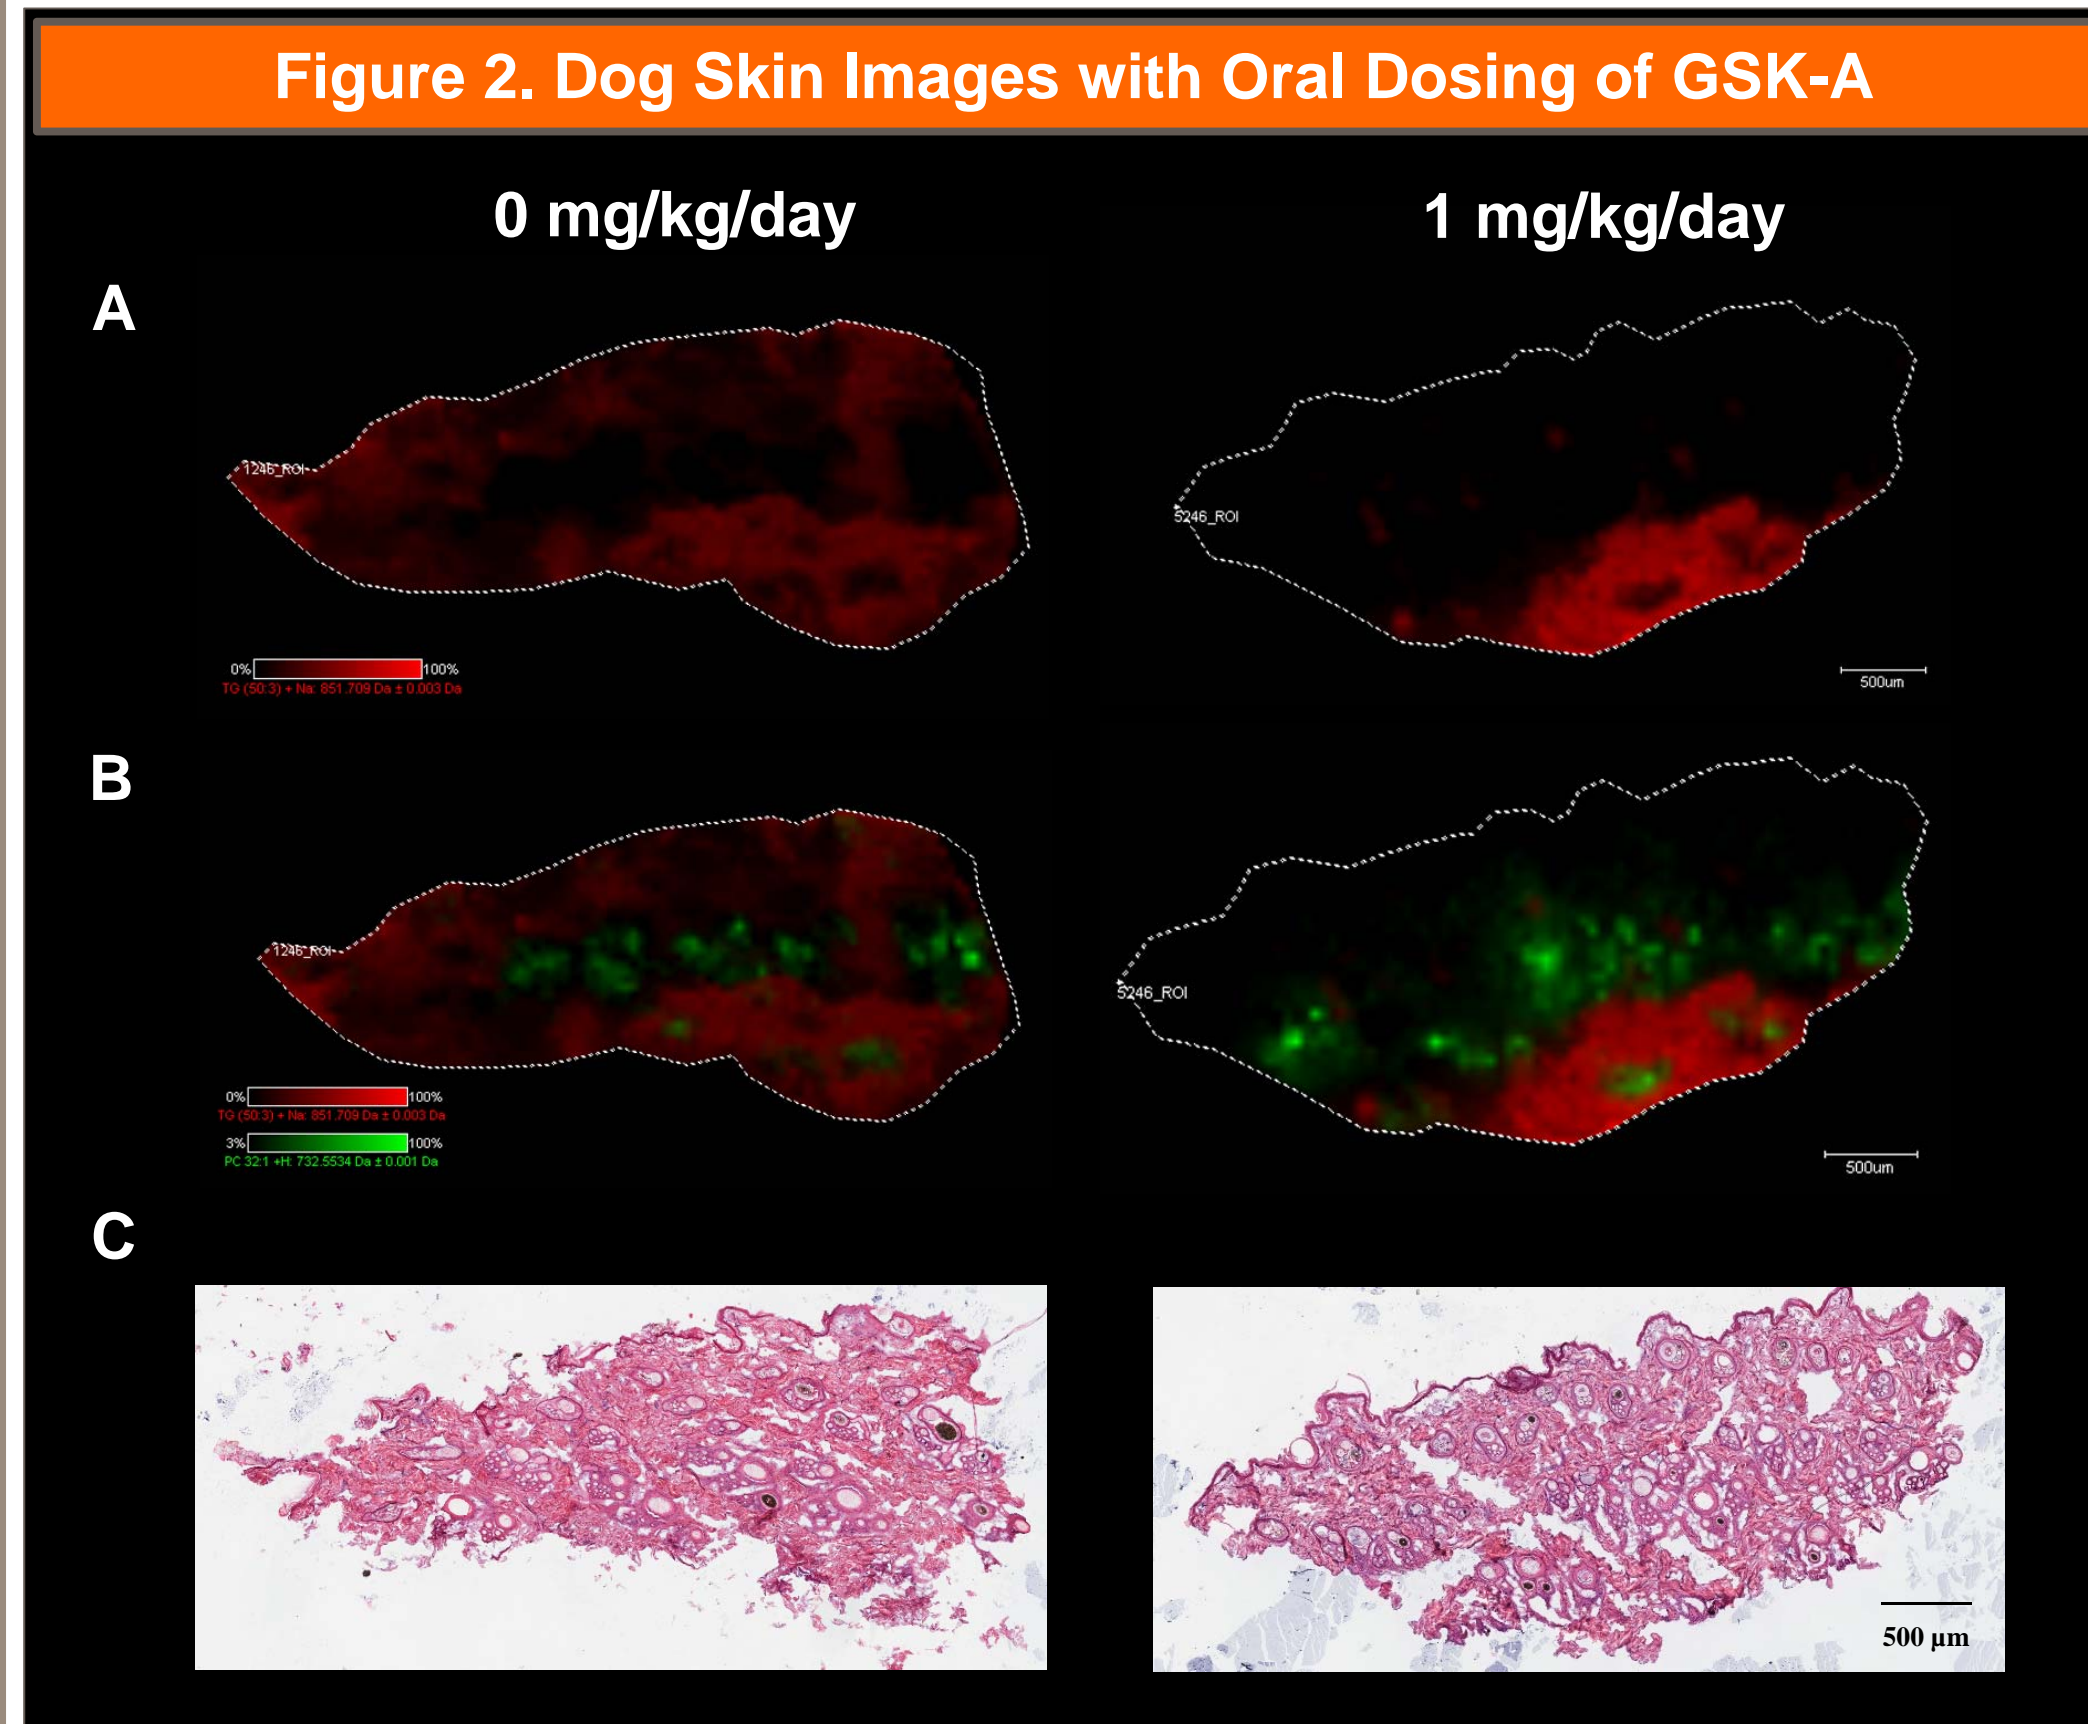 Figure 2. Dog Skin Images with Oral Dosing of GSK-A
0 mg/kg/day
1 mg/kg/day
A
1246_ROI
5246_ROI
0% 100%
TG (50:3) + Na: 851.709 Da ± 0.003 Da
500um
B
1246_ROI
5246_ROI
0% 100%
TG (50:3) + Na: 851.709 Da ± 0.003 Da
3% 100%
PC 32:1 +H: 732.5534 Da ± 0.001 Da
500um
C
500 µm